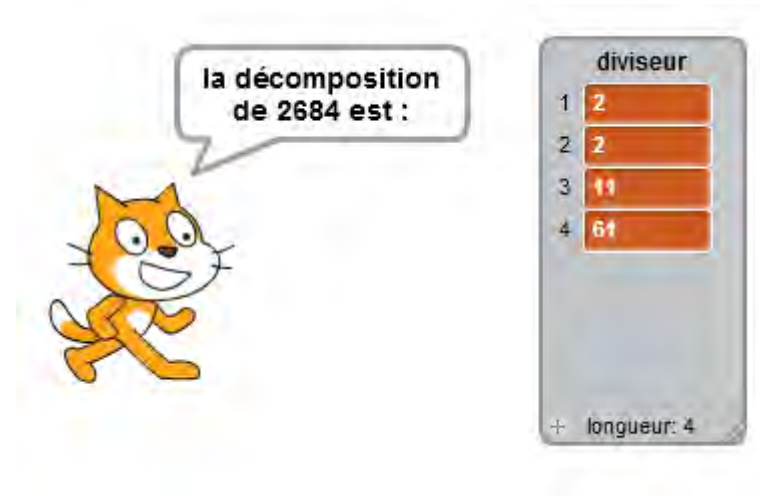 la décomposition
de 2684 est :
diviseur
1 2
2 2
3 11
4 61
+ longueur: 4